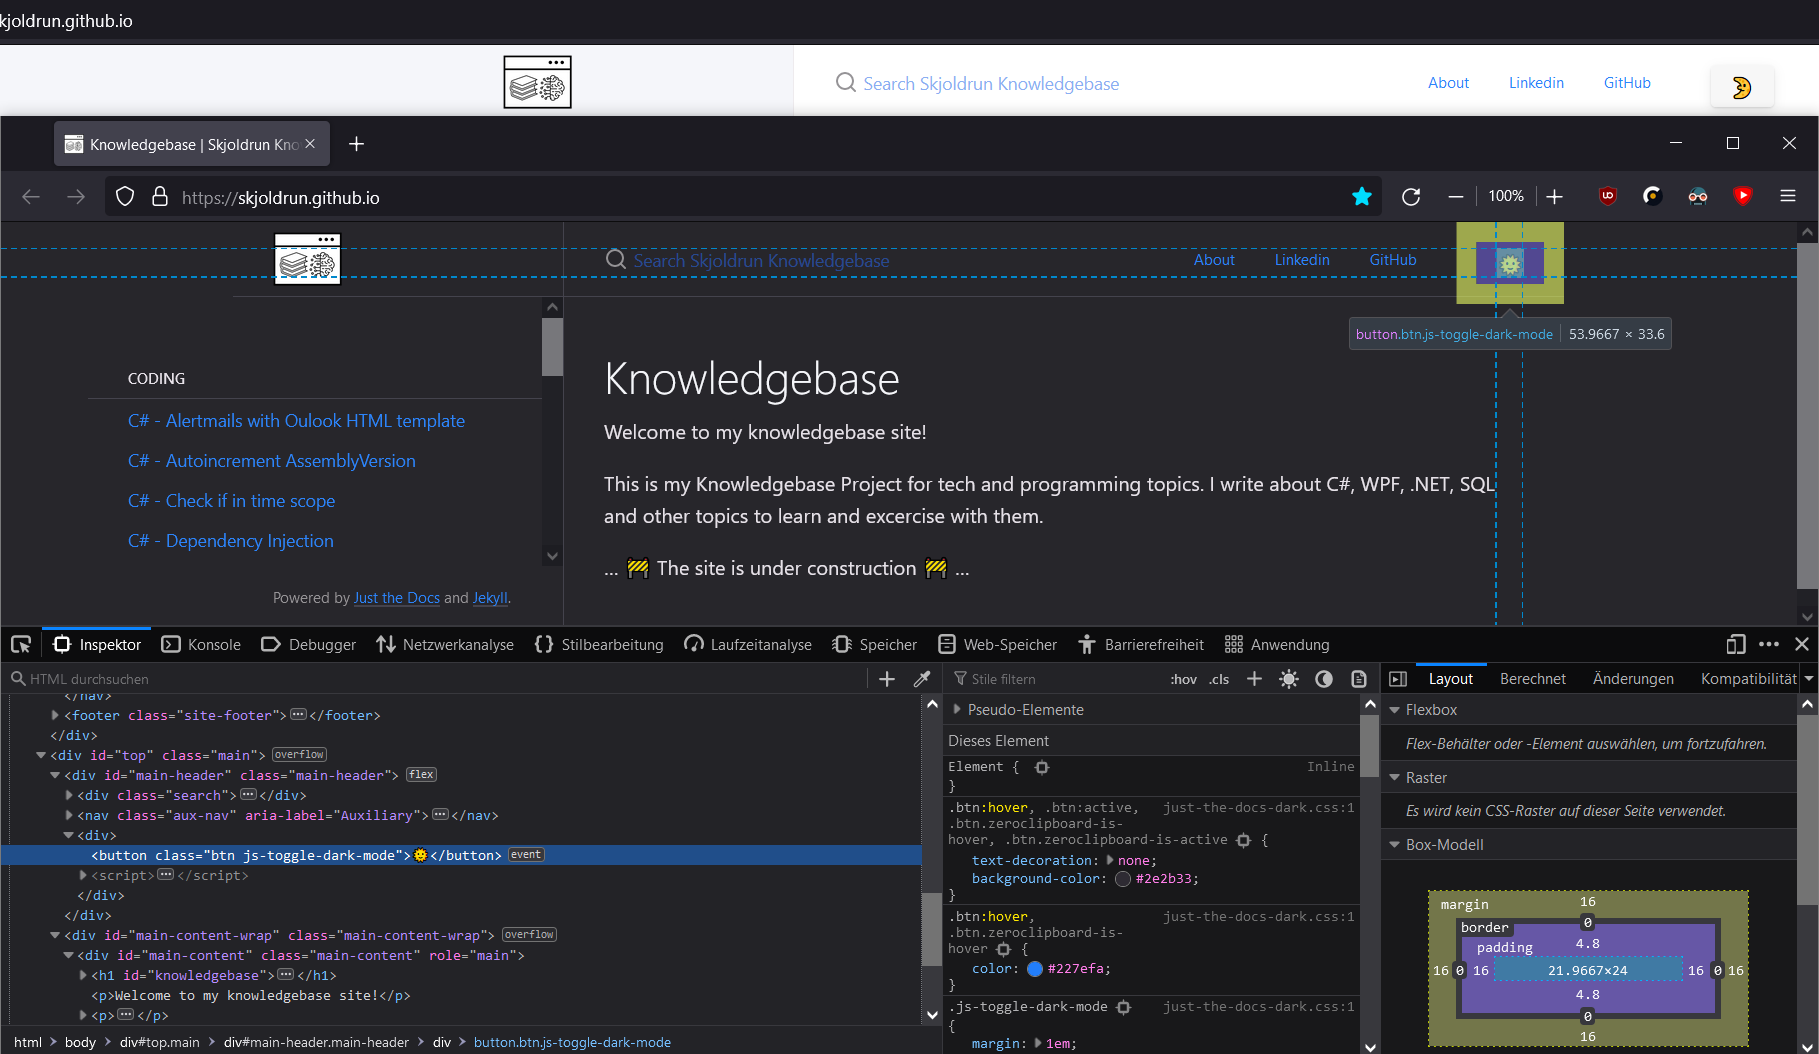 kjoldrun.github.io
Search Skjoldrun Knowledgebase
About
Linkedin
GitHub
Knowledgebase | Skjoldrun Kno
https://skjoldrun.github.io
100%
Search Skjoldrun Knowledgebase
About
Linkedin
GitHub
button.btn.js-toggle-dark-mode 53.9667 × 33.6
CODING
C# - Alertmails with Oulook HTML template
C# - Autoincrement AssemblyVersion
C# - Check if in time scope
C# - Dependency Injection
Powered by Just the Docs and Jekyll.
Knowledgebase
Welcome to my knowledgebase site!
This is my Knowledgebase Project for tech and programming topics. I write about C#, WPF, .NET, SQL
and other topics to learn and excercise with them.
... 🚧 The site is under construction 🚧 ...
Inspektor
Konsole
Debugger
Netzwerkanalyse
Stilbearbeitung
Laufzeitanalyse
Speicher
Web-Speicher
Barrierefreiheit
Anwendung
HTML durchsuchen
</nav>
<footer class="site-footer"></footer>
</div>
<div id="top" class="main"> overflow
<div id="main-header" class="main-header"> flex
<div class="search"></div>
<nav class="aux-nav" aria-label="Auxiliary"></nav>
<div>
<button class="btn js-toggle-dark-mode">🌞</button> event
<script></script>
</div>
</div>
<div id="main-content-wrap" class="main-content-wrap"> overflow
<div id="main-content" class="main-content" role="main">
<h1 id="knowledgebase"></h1>
<p>Welcome to my knowledgebase site!</p>
<p></p>
html > body > div#top.main > div#main-header.main-header > div > button.btn.js-toggle-dark-mode
Stile filtern
:hov .cls
Pseudo-Elemente
Dieses Element
Element { Inline
}
.btn:hover, .btn:active, just-the-docs-dark.css:1
.btn.zeroclipboard-is-
hover, .btn.zeroclipboard-is-active {
text-decoration: none;
background-color: #2e2b33;
}
.btn:hover, just-the-docs-dark.css:1
.btn.zeroclipboard-is-
hover {
color: #227efa;
}
.js-toggle-dark-mode just-the-docs-dark.css:1
{
margin: 1em;
Layout
Berechnet
Änderungen
Kompatibilität
Flexbox
Flex-Behälter oder -Element auswählen, um fortzufahren.
Raster
Es wird kein CSS-Raster auf dieser Seite verwendet.
Box-Modell
margin 16
border 0
padding 4.8
16 0 16 21.9667×24 16 0 16
4.8
0
16